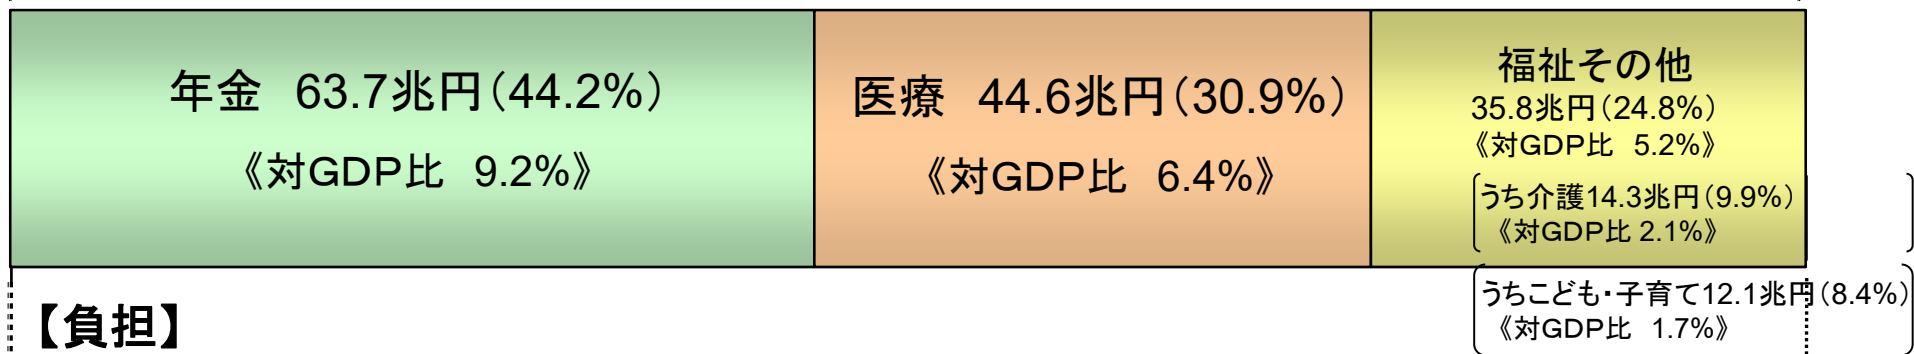 年金　63.7兆円（44.2%）
《対GDP比　9.2%》
医療　44.6兆円（30.9%）
《対GDP比　6.4%》
福祉その他
35.8兆円（24.8%）
《対GDP比　5.2%》
うち介護14.3兆円（9.9%）
《対GDP比 2.1%》
うちこども・子育て12.1兆円（8.4%）
《対GDP比　1.7%》
【負担】